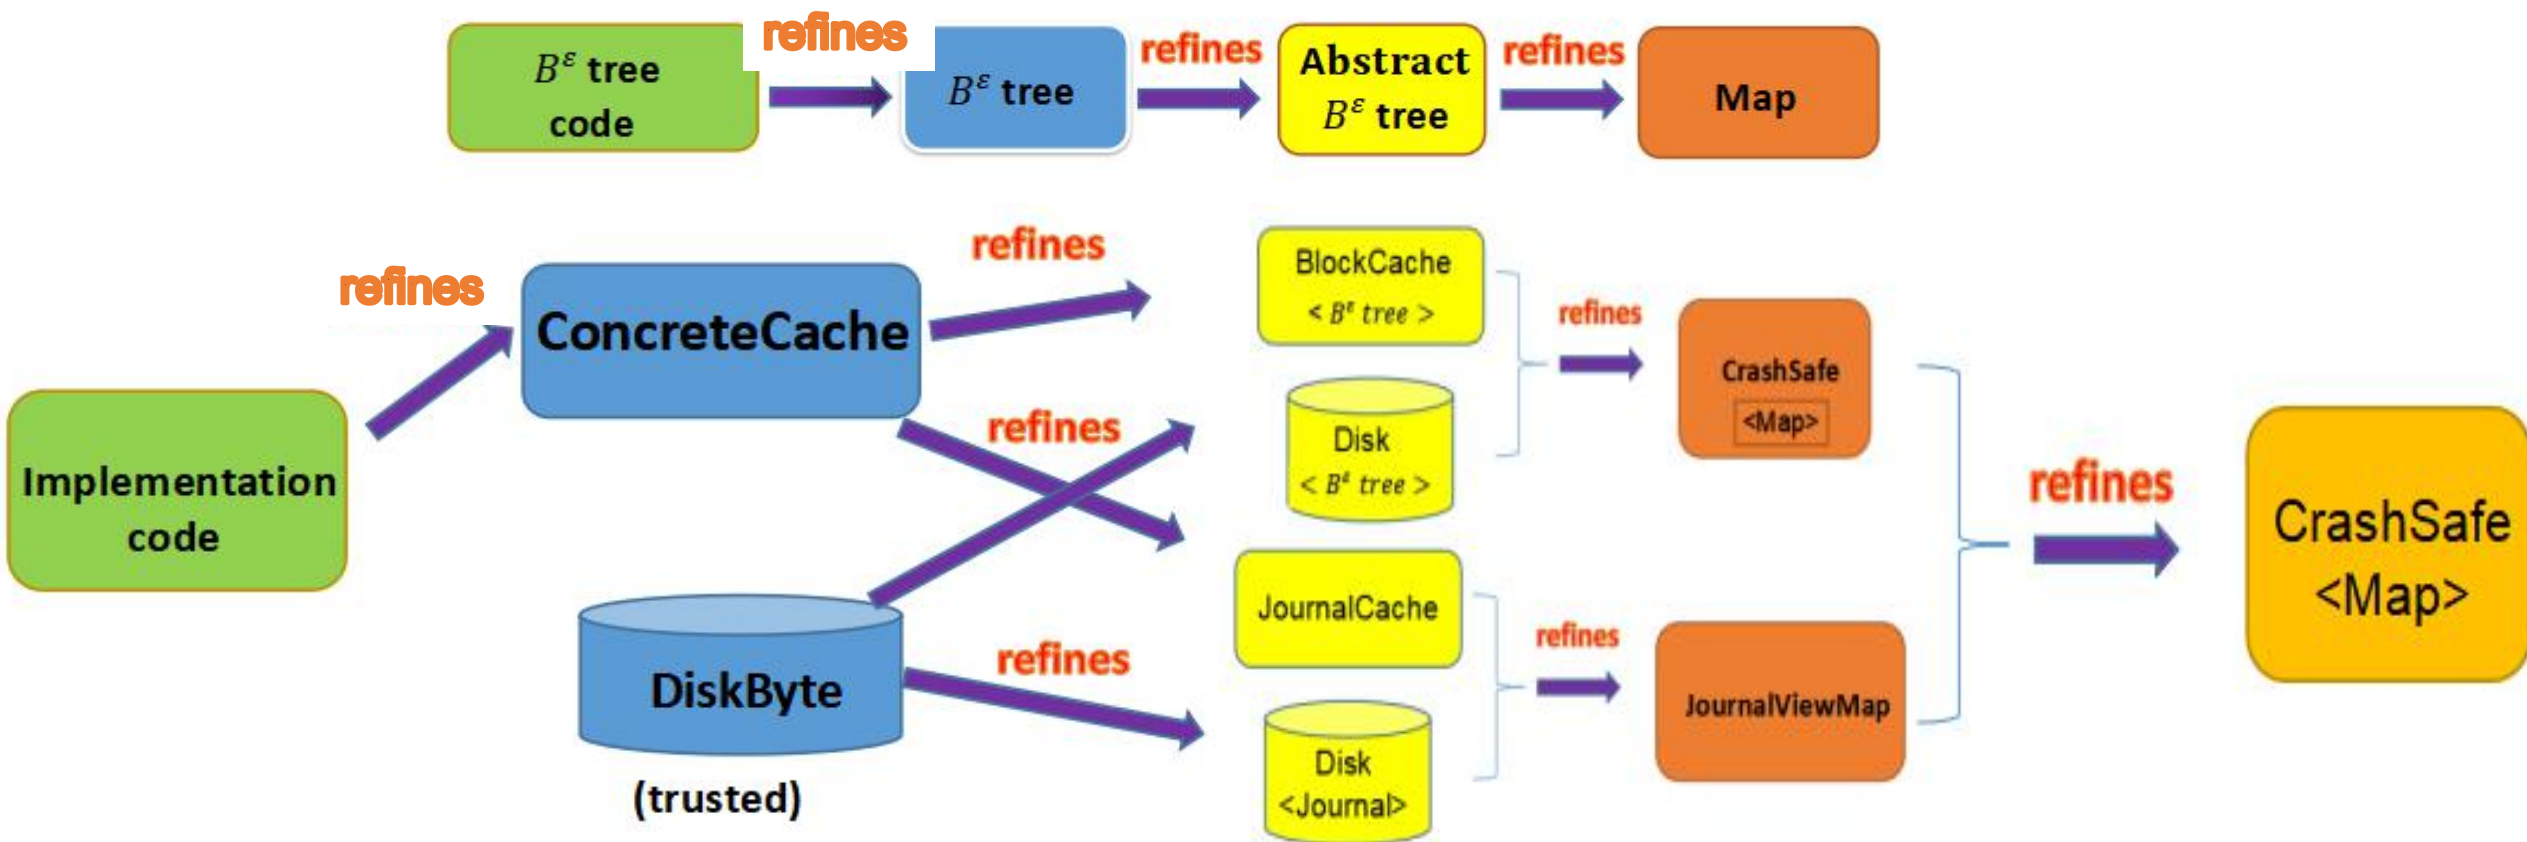 refines
B^ε tree
code
B^ε tree
refines
Abstract
B^ε tree
refines
Map
refines
ConcreteCache
refines
BlockCache
< B^ε tree >
refines
CrashSafe
<Map>
Implementation
code
refines
Disk
< B^ε tree >
refines
CrashSafe
<Map>
DiskByte
(trusted)
refines
JournalCache
refines
JournalViewMap
Disk
<Journal>